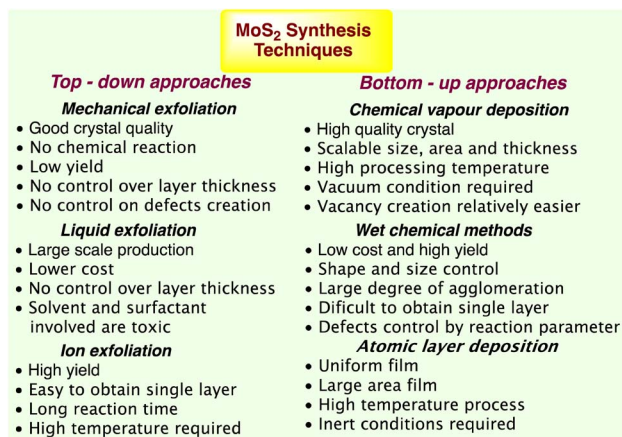 MoS2 Synthesis
Techniques
Top - down approaches
Mechanical exfoliation
• Good crystal quality
• No chemical reaction
• Low yield
• No control over layer thickness
• No control on defects creation
Liquid exfoliation
• Large scale production
• Lower cost
• No control over layer thickness
• Solvent and surfactant
involved are toxic
Ion exfoliation
• High yield
• Easy to obtain single layer
• Long reaction time
• High temperature required
Bottom - up approaches
Chemical vapour deposition
• High quality crystal
• Scalable size, area and thickness
• High processing temperature
• Vacuum condition required
• Vacancy creation relatively easier
Wet chemical methods
• Low cost and high yield
• Shape and size control
• Large degree of agglomeration
• Dificult to obtain single layer
• Defects control by reaction parameter
Atomic layer deposition
• Uniform film
• Large area film
• High temperature process
• Inert conditions required